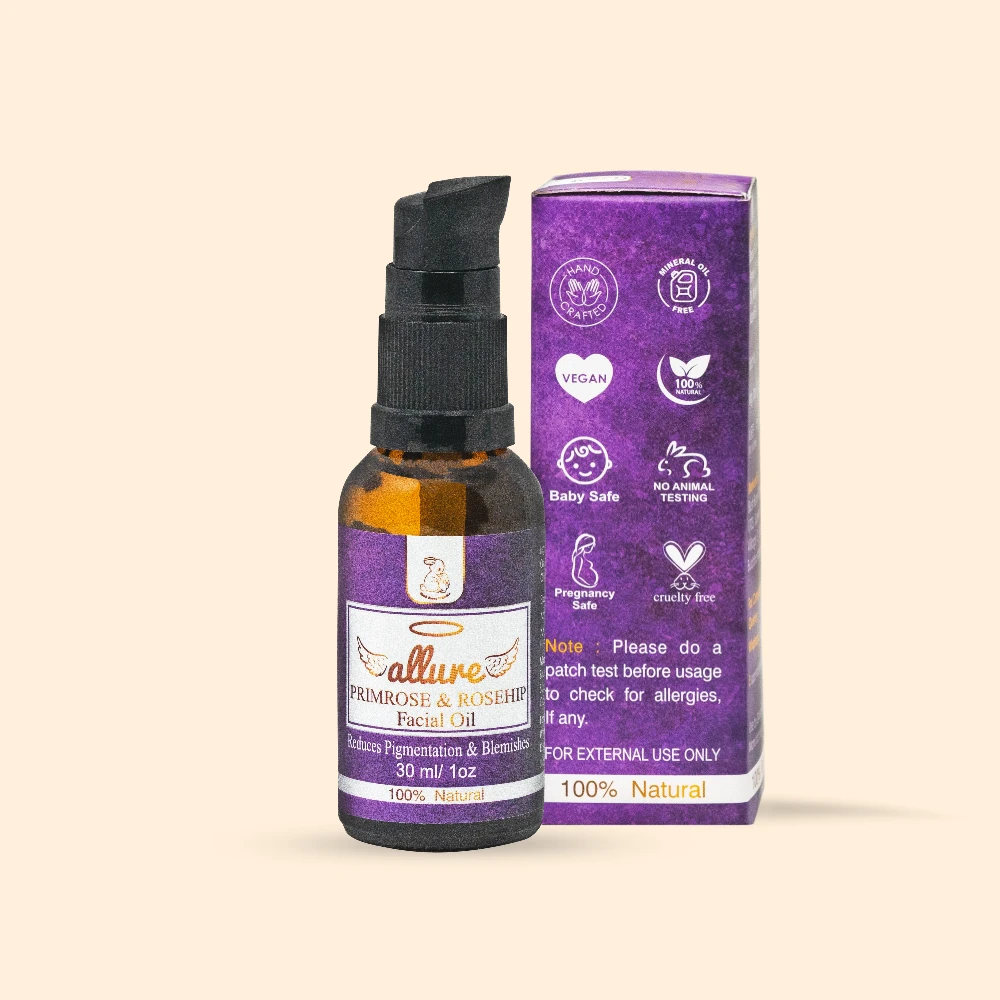 allure
PRIMROSE & ROSEHIP
Facial Oil
Reduces Pigmentation & Blemishes
30 ml/ 1oz
100% Natural
HAND
CRAFTED
MINERAL OIL
FREE
VEGAN
100%
NATURAL
Baby Safe
NO ANIMAL
TESTING
Pregnancy
Safe
cruelty free
Note : Please do a
patch test before usage
to check for allergies,
If any.
FOR EXTERNAL USE ONLY
100% Natural